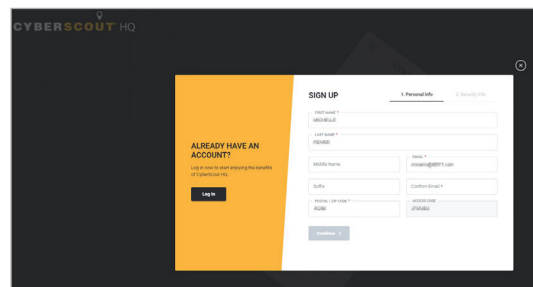 CYBERSCOUT HQ
SIGN UP
1. Personal Info
2. Security Info
FIRST NAME *
LAST NAME *
ALREADY HAVE AN
ACCOUNT?
Log in now to start enjoying the benefits
of CyberScout HQ.
Log in
Middle Name
EMAIL *
Suffix
Confirm Email *
POSTAL / ZIP CODE *
ACCESS CODE
Continue